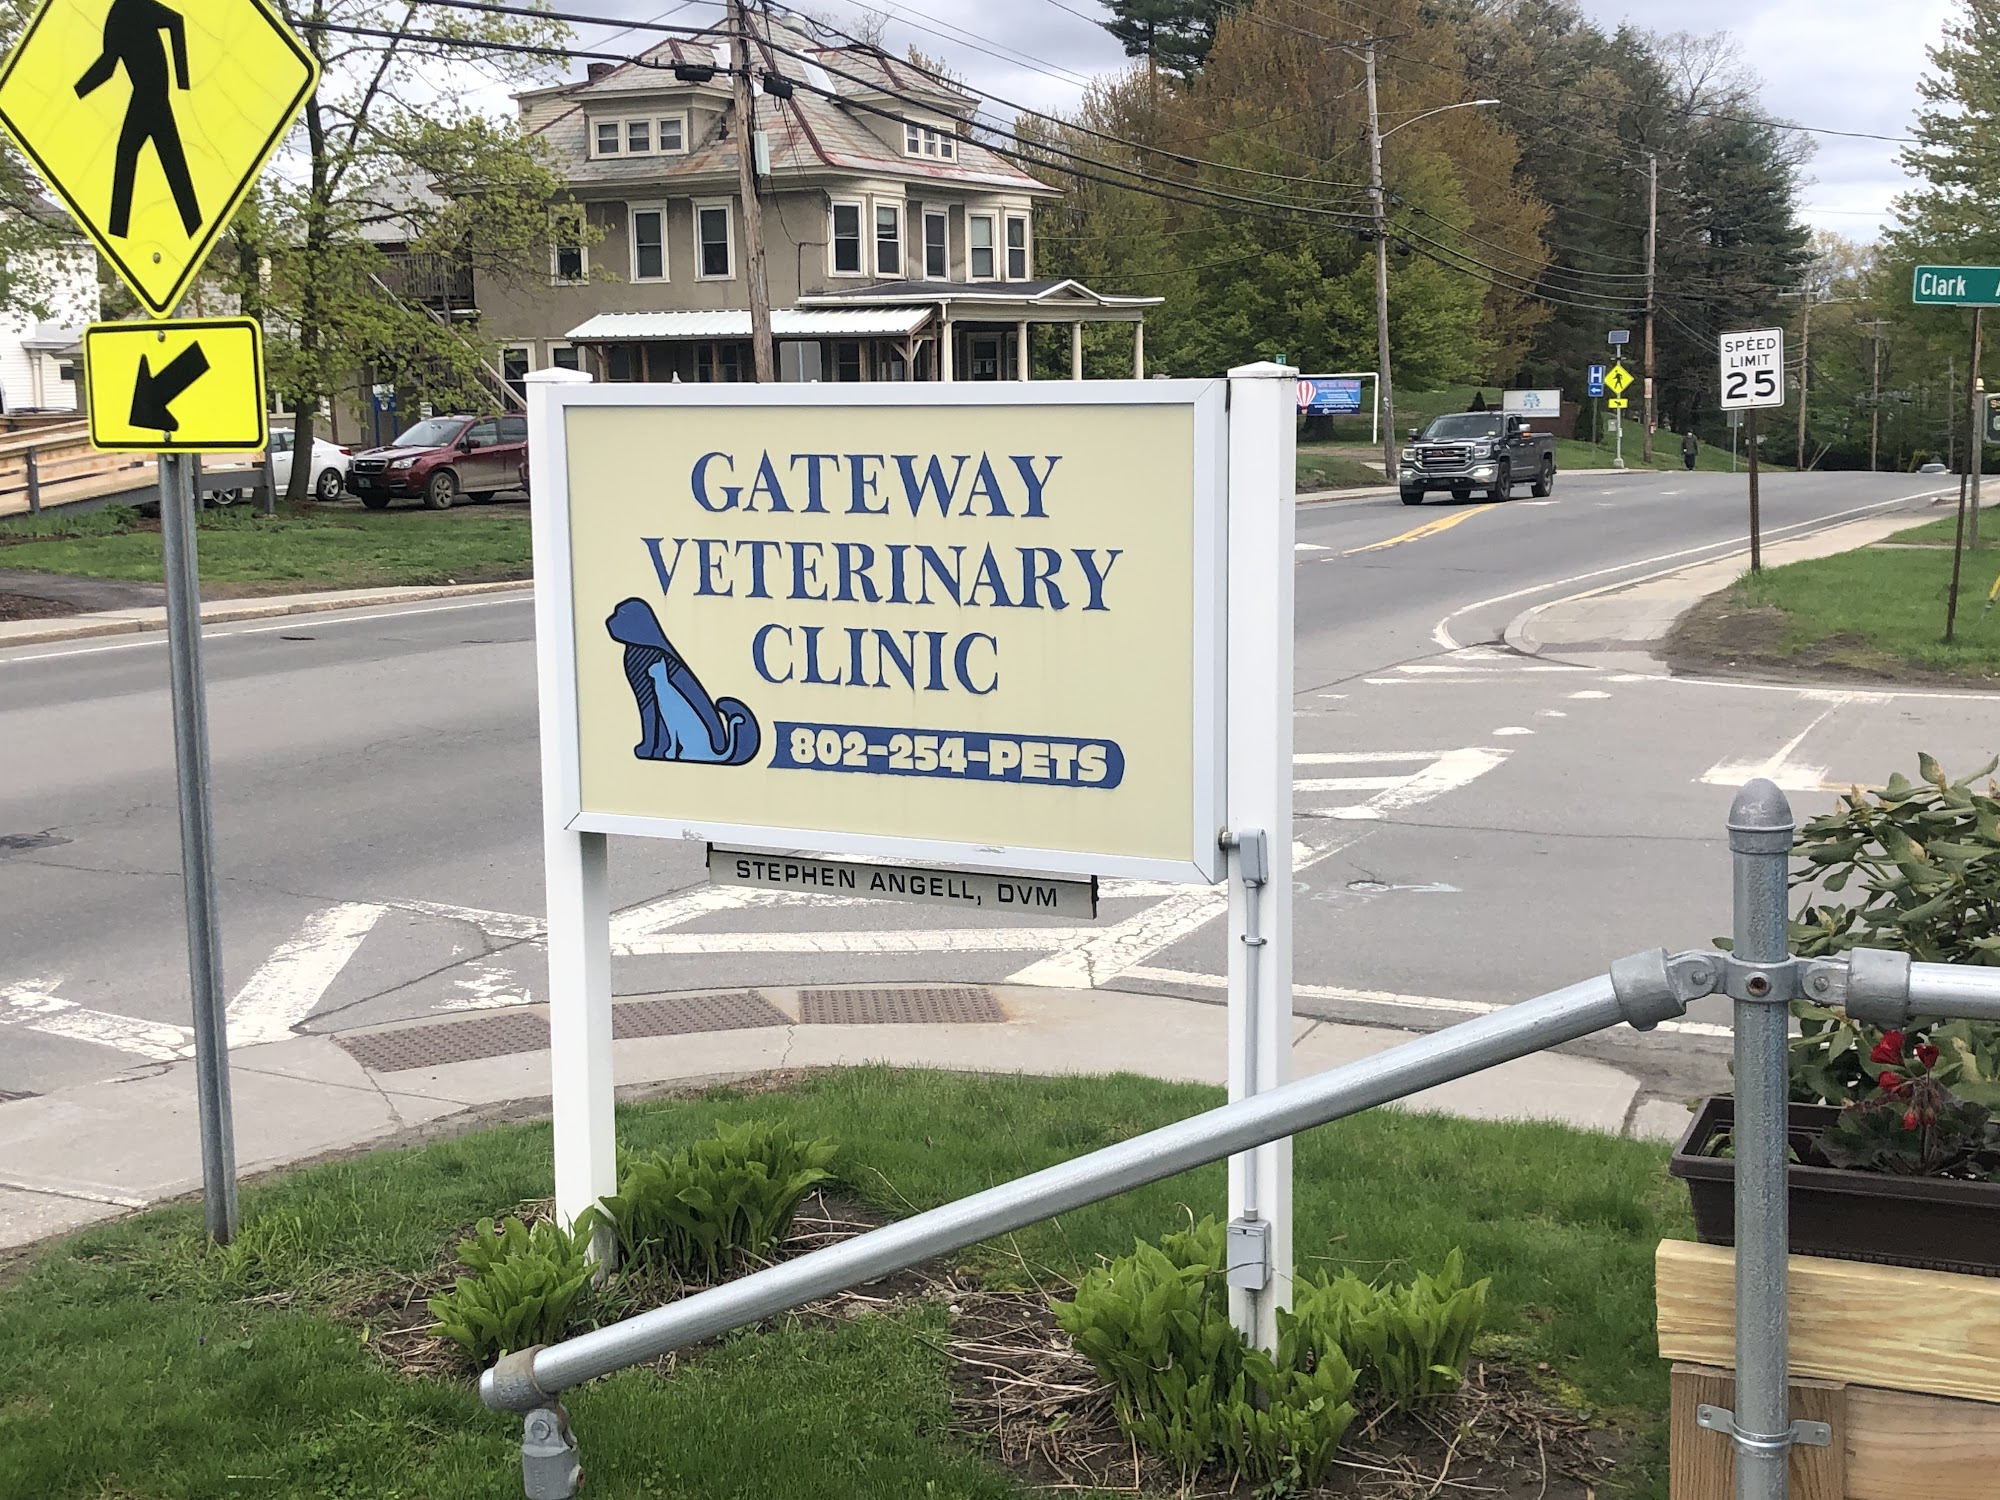 GATEWAY
VETERINARY
CLINIC
802-254-PETS
STEPHEN ANGELL, DVM
SPEED
LIMIT
25
Clark
H